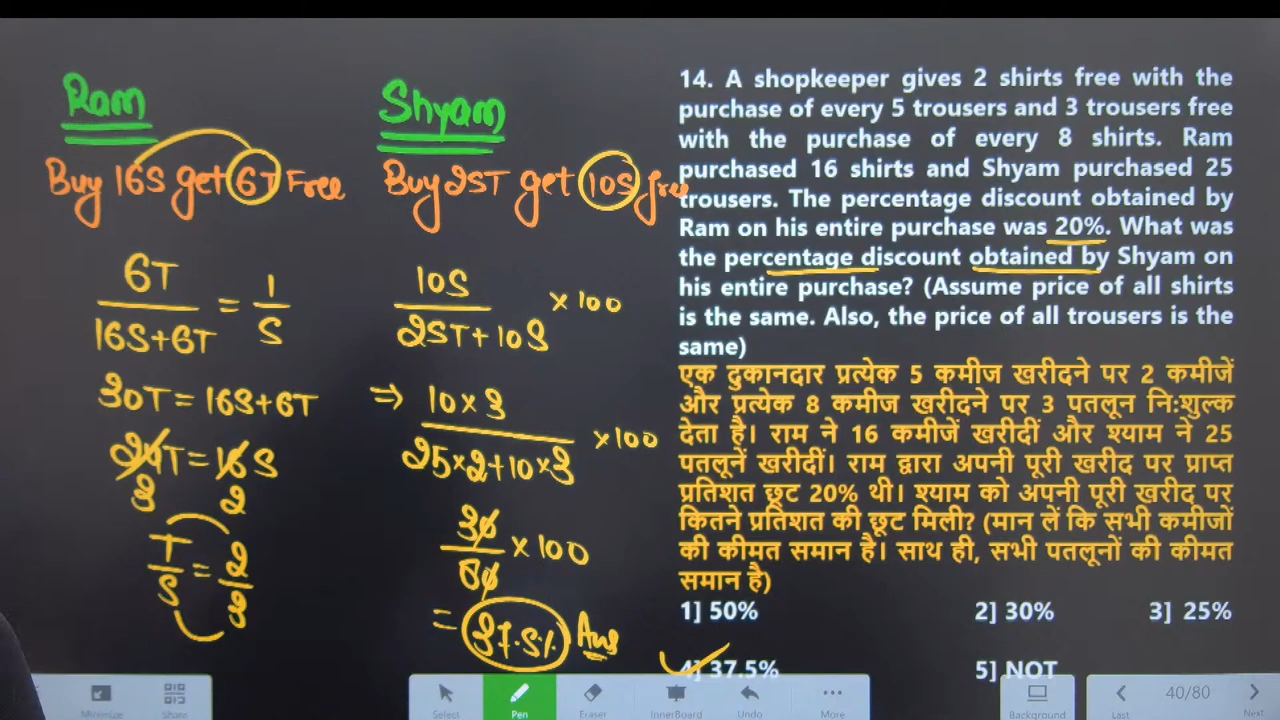 Ram
Buy 16S get 6T Free
6T / 16S+6T = 1/5
30T = 16S+6T
24T = 16S
3 2
T/S = 2/3
Shyam
Buy 25T get 10S free
10S / 25T+10S × 100
⇒ 10×3 / 25×2+10×3 ×100
30/80 × 100
= 37.5% Ans
14. A shopkeeper gives 2 shirts free with the
purchase of every 5 trousers and 3 trousers free
with the purchase of every 8 shirts. Ram
purchased 16 shirts and Shyam purchased 25
trousers. The percentage discount obtained by
Ram on his entire purchase was 20%. What was
the percentage discount obtained by Shyam on
his entire purchase? (Assume price of all shirts
is the same. Also, the price of all trousers is the
same)
एक दुकानदार प्रत्येक 5 कमीज खरीदने पर 2 कमीजें
और प्रत्येक 8 कमीज खरीदने पर 3 पतलून नि:शुल्क
देता है। राम ने 16 कमीजें खरीदीं और श्याम ने 25
पतलूनें खरीदीं। राम द्वारा अपनी पूरी खरीद पर प्राप्त
प्रतिशत छूट 20% थी। श्याम को अपनी पूरी खरीद पर
कितने प्रतिशत की छूट मिली? (मान लें कि सभी कमीजों
की कीमत समान है। साथ ही, सभी पतलूनों की कीमत
समान है)
1] 50% 2] 30% 3] 25%
4] 37.5% 5] NOT
Minimize Share Select Pen Eraser InnerBoard Undo More Background Last 40/80 Next